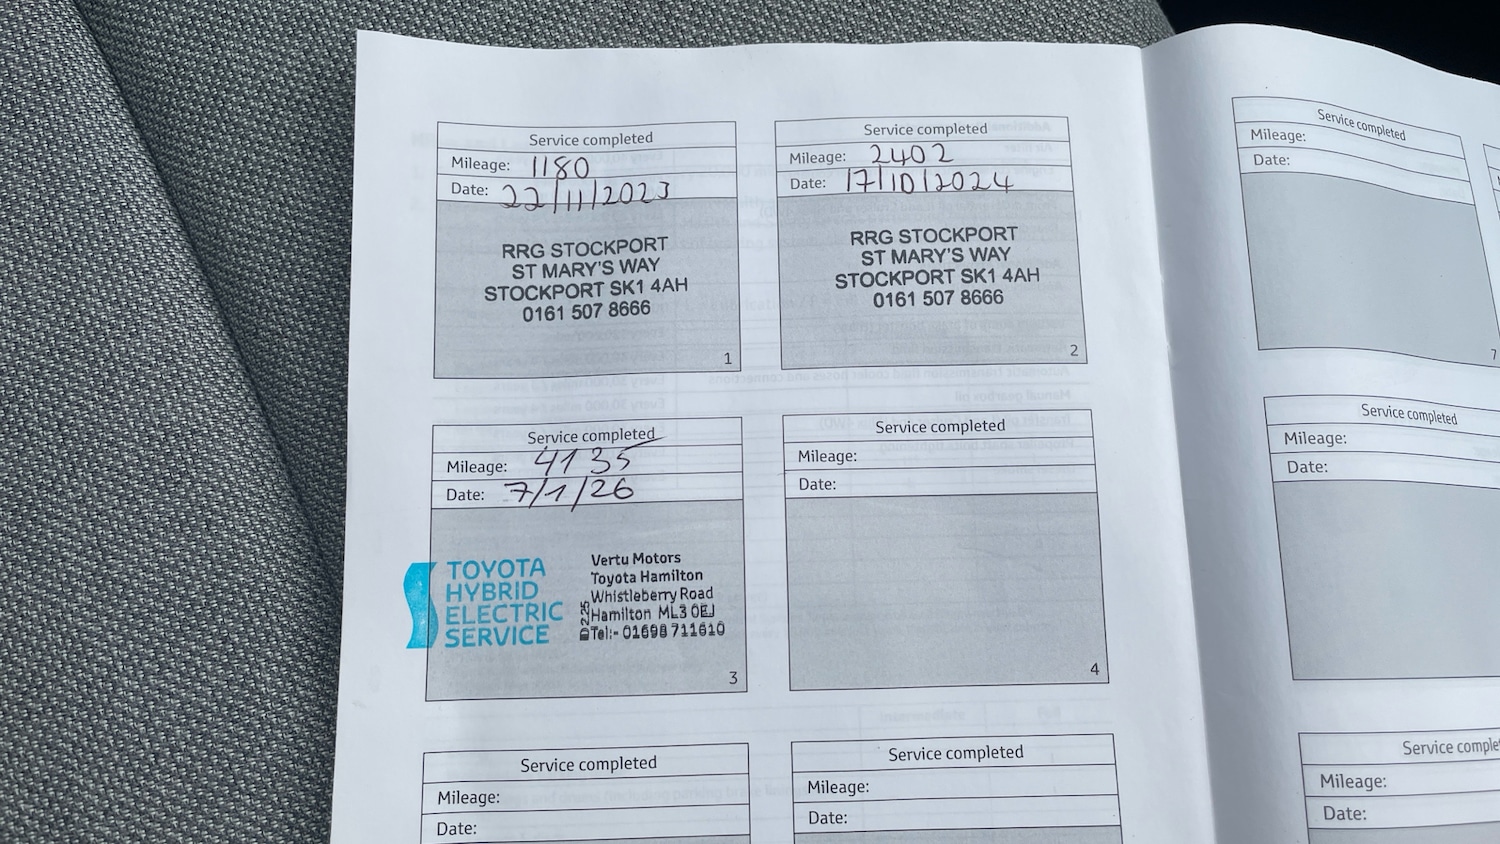 Service completed
Mileage: 1180
Date: 22/11/2023
RRG STOCKPORT
ST MARY'S WAY
STOCKPORT SK1 4AH
0161 507 8666
1
Service completed
Mileage: 2402
Date: 17/10/2024
RRG STOCKPORT
ST MARY'S WAY
STOCKPORT SK1 4AH
0161 507 8666
2
Service completed
Mileage: 4135
Date: 7/1/26
TOYOTA
HYBRID
ELECTRIC
SERVICE
Vertu Motors
Toyota Hamilton
Whistleberry Road
Hamilton ML3 0EJ
Tel:- 01698 711610
3
Service completed
Mileage:
Date:
4
Service completed
Mileage:
Date:
Service completed
Mileage:
Date:
Service completed
Mileage:
Date:
7
Service completed
Mileage:
Date:
Service comple
Mileage:
Date: